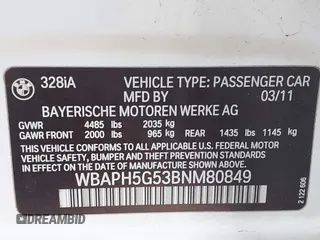 328iA
VEHICLE TYPE: PASSENGER CAR
MFD BY
03/11
BAYERISCHE MOTOREN WERKE AG
GVWR 4485 lbs 2035 kg
GAWR FRONT 2000 lbs 965 kg REAR 1435 lbs 1145 kg
THIS VEHICLE CONFORMS TO ALL APPLICABLE
U.S. FEDERAL MOTOR VEHICLE SAFETY,
BUMPER, AND THEFT PREVENTION STANDARDS
IN EFFECT ON THE DATE OF MANUFACTURE
SHOWN ABOVE.
WBAPH5G53BNM80849
2 122 606
DREAMBID